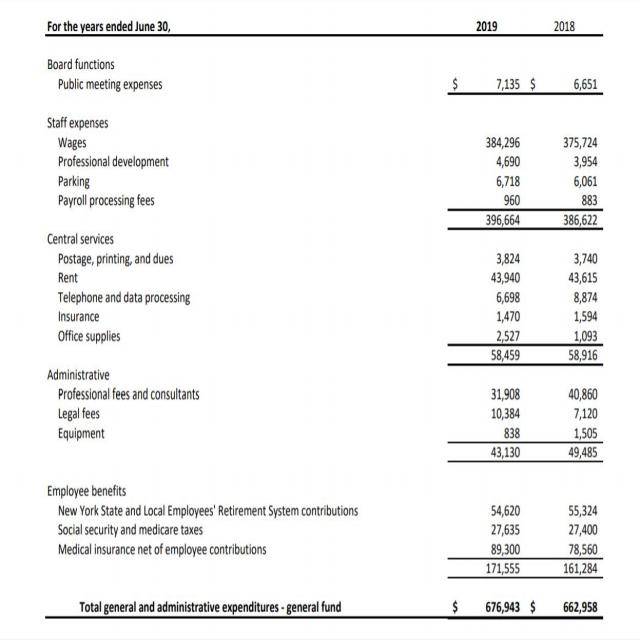 For the years ended June 30, 2019 2018
Board functions
Public meeting expenses $ 7,135 $ 6,651
Staff expenses
Wages 384,296 375,724
Professional development 4,690 3,954
Parking 6,718 6,061
Payroll processing fees 960 883
396,664 386,622
Central services
Postage, printing, and dues 3,824 3,740
Rent 43,940 43,615
Telephone and data processing 6,698 8,874
Insurance 1,470 1,594
Office supplies 2,527 1,093
58,459 58,916
Administrative
Professional fees and consultants 31,908 40,860
Legal fees 10,384 7,120
Equipment 838 1,505
43,130 49,485
Employee benefits
New York State and Local Employees' Retirement System contributions 54,620 55,324
Social security and medicare taxes 27,635 27,400
Medical insurance net of employee contributions 89,300 78,560
171,555 161,284
Total general and administrative expenditures - general fund $ 676,943 $ 662,958